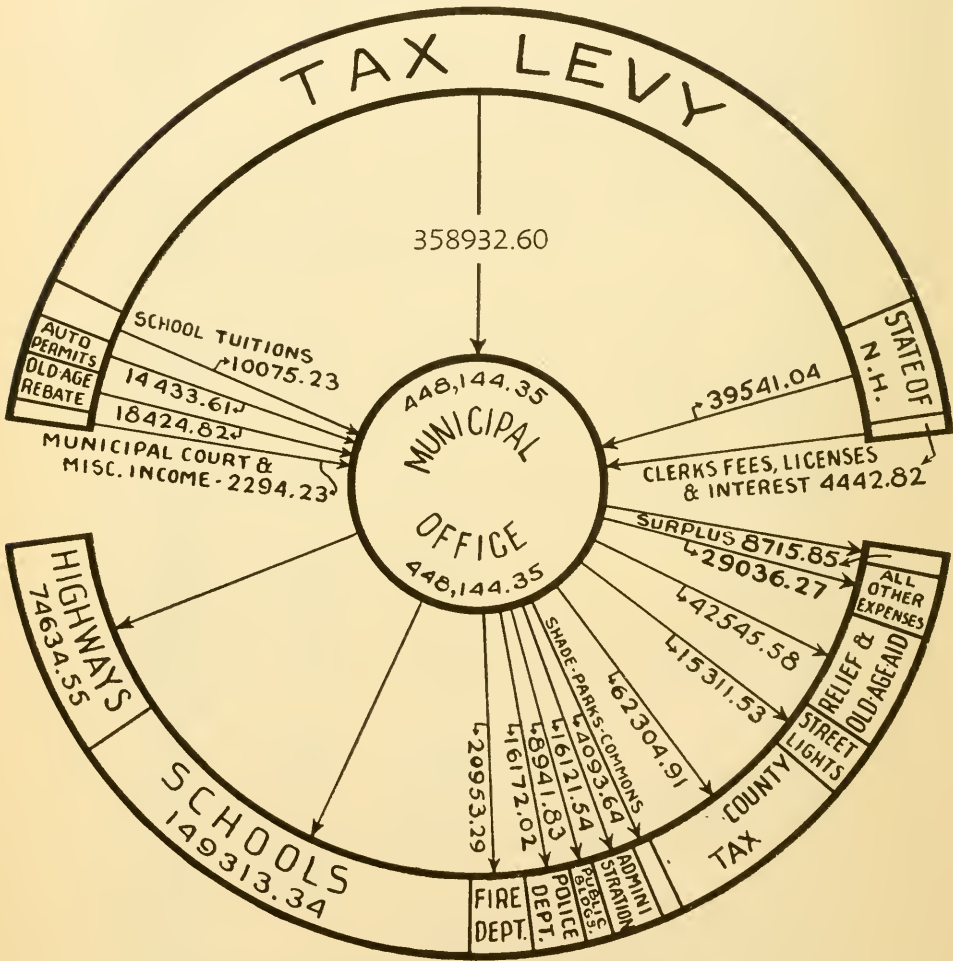 TAX LEVY
358932.60
SCHOOL TUITIONS
10075.23
AUTO
PERMITS
14433.61
OLD-AGE
REBATE
18424.82
MUNICIPAL COURT &
MISC. INCOME - 2294.23
STATE OF
N.H.
39541.04
CLERKS FEES, LICENSES
& INTEREST 4442.82
448,144.35
MUNICIPAL
OFFICE
448,144.35
SURPLUS 8715.85
29036.27
ALL
OTHER
EXPENSES
42545.58
RELIEF &
OLD-AGE-AID
15311.53
STREET
LIGHTS
62304.91
COUNTY
TAX
SHADE-PARKS-COMMONS
4093.64
16121.54
ADMINI
STRATION
8941.83
PUBLIC
BLDGS.
16172.02
POLICE
DEPT.
20953.29
FIRE
DEPT.
SCHOOLS
149313.34
HIGHWAYS
74634.55